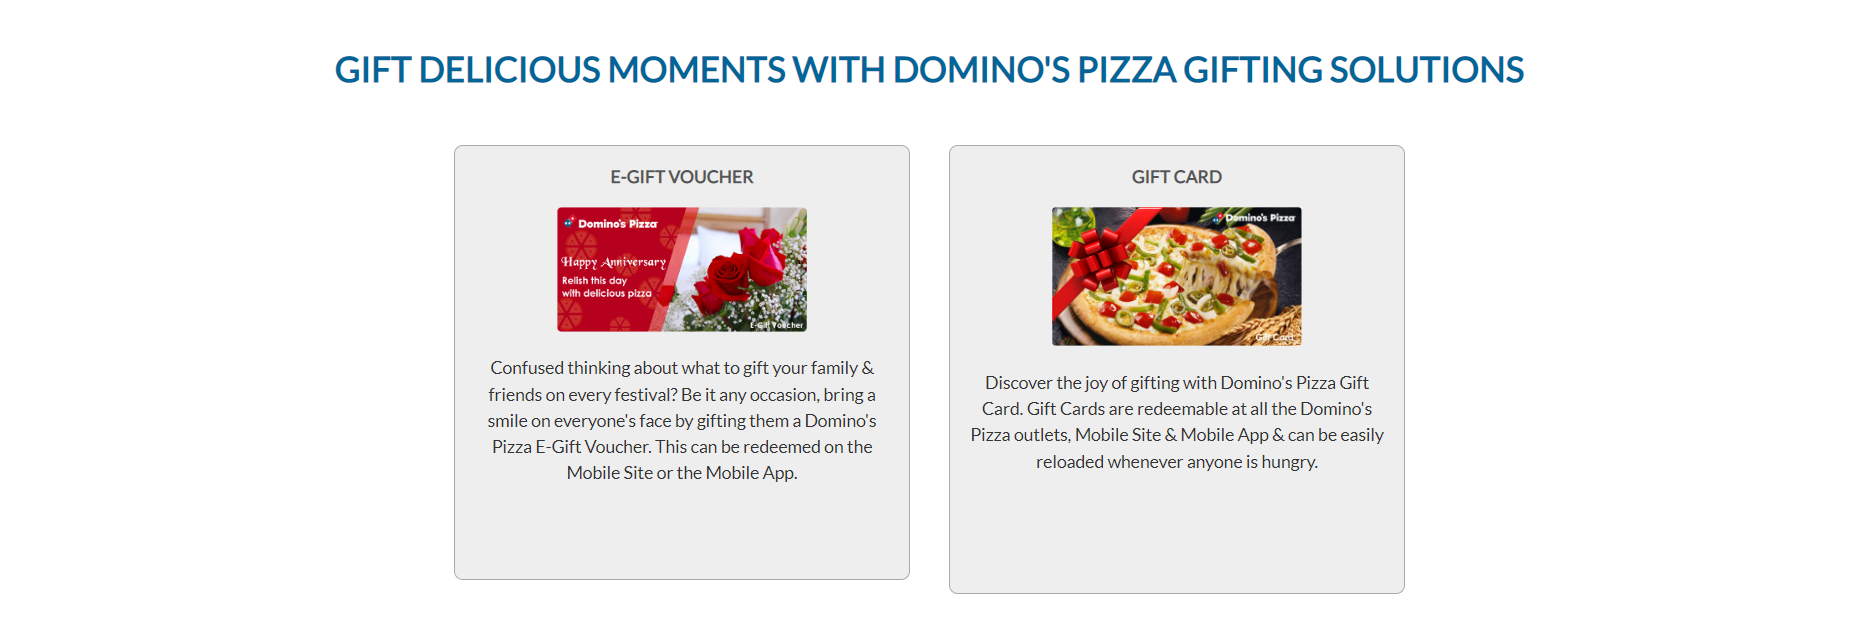 GIFT DELICIOUS MOMENTS WITH DOMINO'S PIZZA GIFTING SOLUTIONS
E-GIFT VOUCHER
Domino's Pizza
Happy Anniversary
Relish this day
with delicious pizza
E-Gift Voucher
Confused thinking about what to gift your family &
friends on every festival? Be it any occasion, bring a
smile on everyone's face by gifting them a Domino's
Pizza E-Gift Voucher. This can be redeemed on the
Mobile Site or the Mobile App.
GIFT CARD
Domino's Pizza
Gift Card
Discover the joy of gifting with Domino's Pizza Gift
Card. Gift Cards are redeemable at all the Domino's
Pizza outlets, Mobile Site & Mobile App & can be easily
reloaded whenever anyone is hungry.